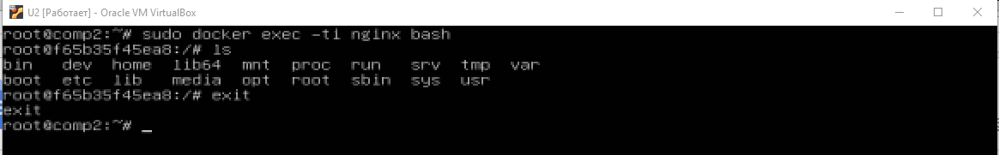 U2 [Работает] - Oracle VM VirtualBox
root@comp2:~# sudo docker exec -ti nginx bash
root@f65b35f45ea8:/# ls
bin   dev  home  lib64  mnt  proc  run   srv  tmp  var
boot  etc  lib   media  opt  root  sbin  sys  usr
root@f65b35f45ea8:/# exit
exit
root@comp2:~# _